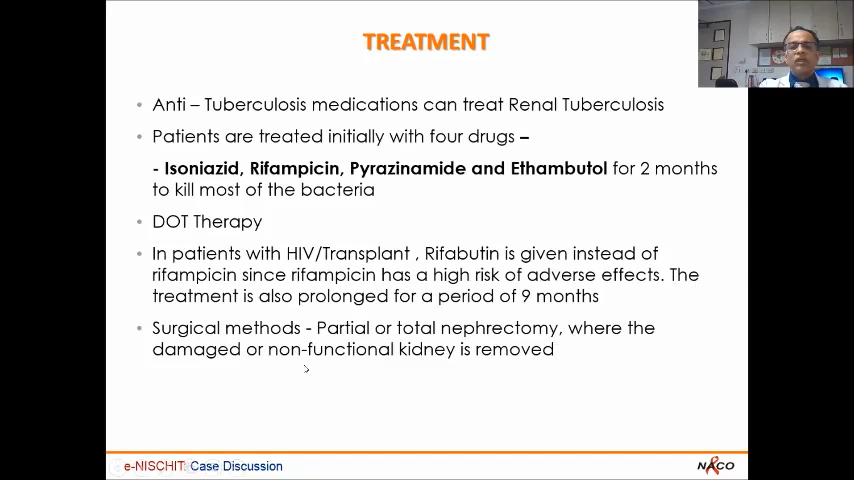 TREATMENT
• Anti – Tuberculosis medications can treat Renal Tuberculosis
• Patients are treated initially with four drugs –
- Isoniazid, Rifampicin, Pyrazinamide and Ethambutol for 2 months
to kill most of the bacteria
• DOT Therapy
• In patients with HIV/Transplant , Rifabutin is given instead of
rifampicin since rifampicin has a high risk of adverse effects. The
treatment is also prolonged for a period of 9 months
• Surgical methods - Partial or total nephrectomy, where the
damaged or non-functional kidney is removed
e-NISCHIT: Case Discussion
NACO